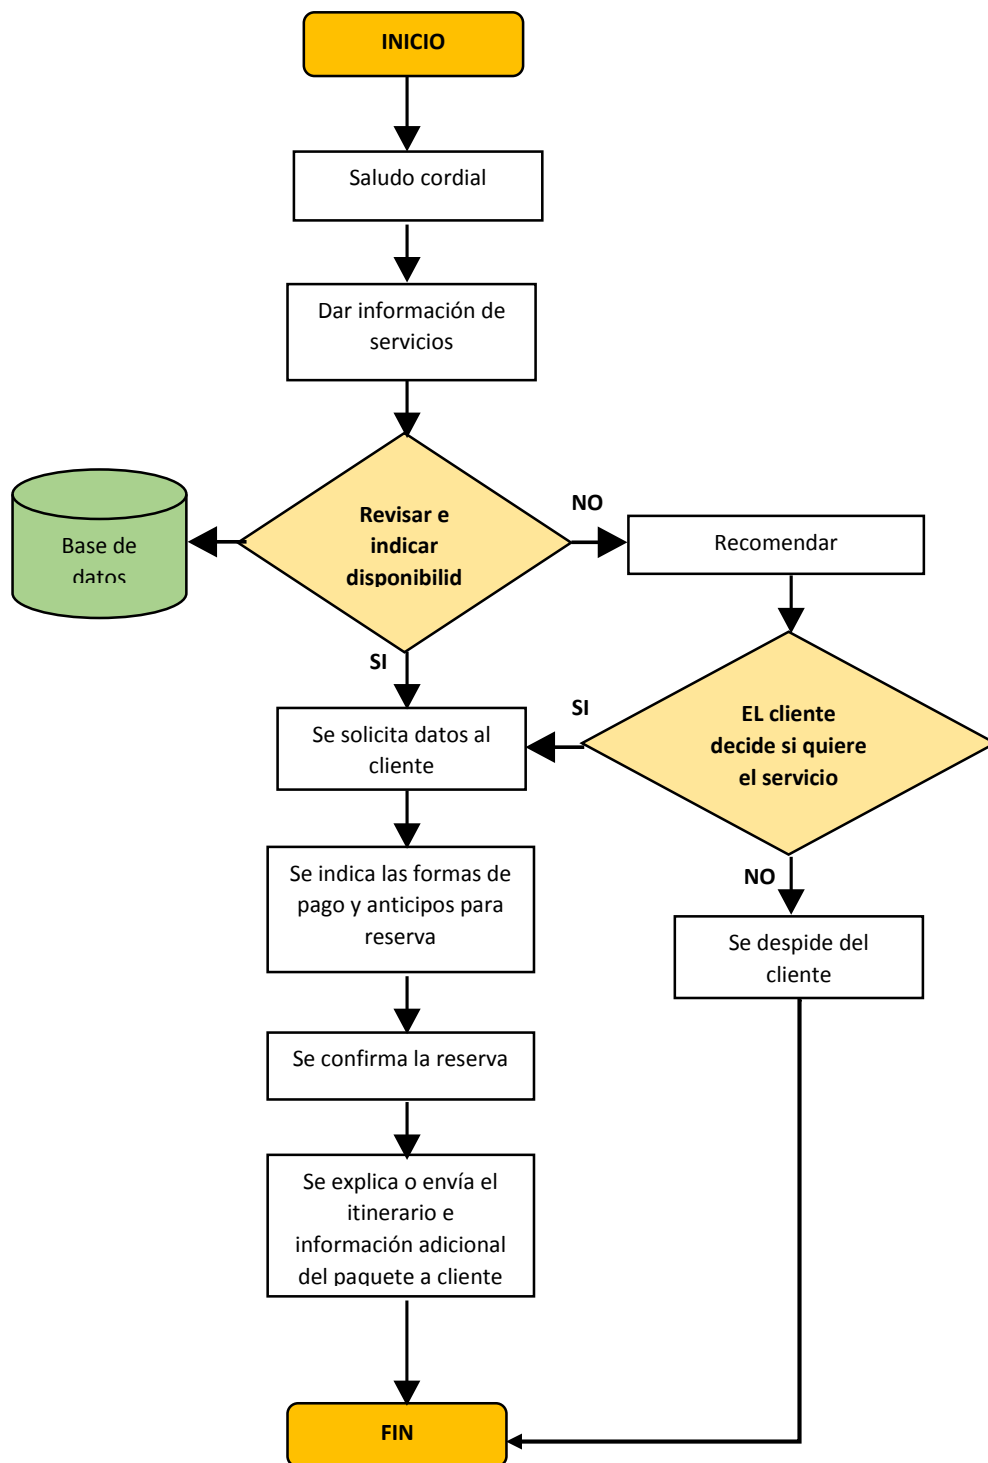 INICIO
Saludo cordial
Dar información de
servicios
Revisar e
indicar
disponibilid
NO
Recomendar
Base de
datos
SI
SI
EL cliente
decide si quiere
el servicio
Se solicita datos al
cliente
Se indica las formas de
pago y anticipos para
reserva
NO
Se despide del
cliente
Se confirma la reserva
Se explica o envía el
itinerario e
información adicional
del paquete a cliente
FIN